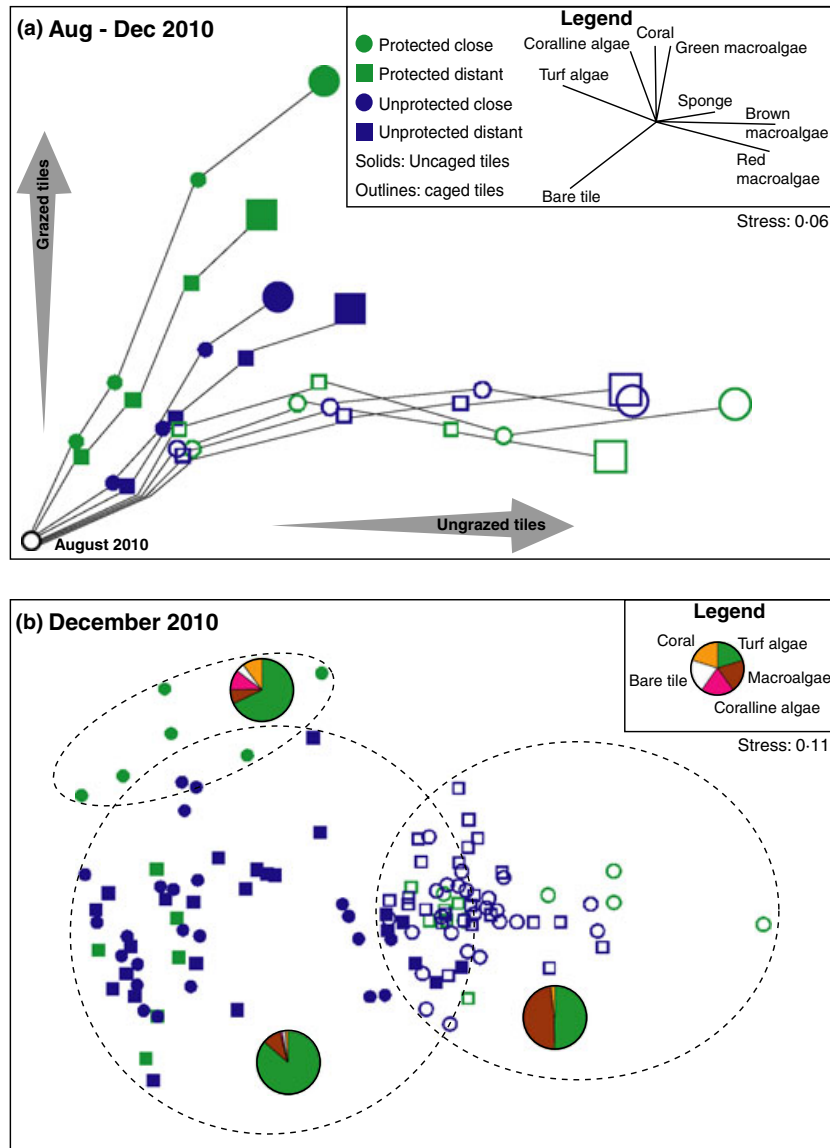 (a) Aug - Dec 2010
Legend
Protected close
Protected distant
Unprotected close
Unprotected distant
Solids: Uncaged tiles
Outlines: caged tiles
Coral
Coralline algae
Green macroalgae
Turf algae
Sponge
Brown
macroalgae
Red
macroalgae
Bare tile
Stress: 0·06
Grazed tiles
Ungrazed tiles
August 2010
(b) December 2010
Legend
Coral
Turf algae
Bare tile
Macroalgae
Coralline algae
Stress: 0·11